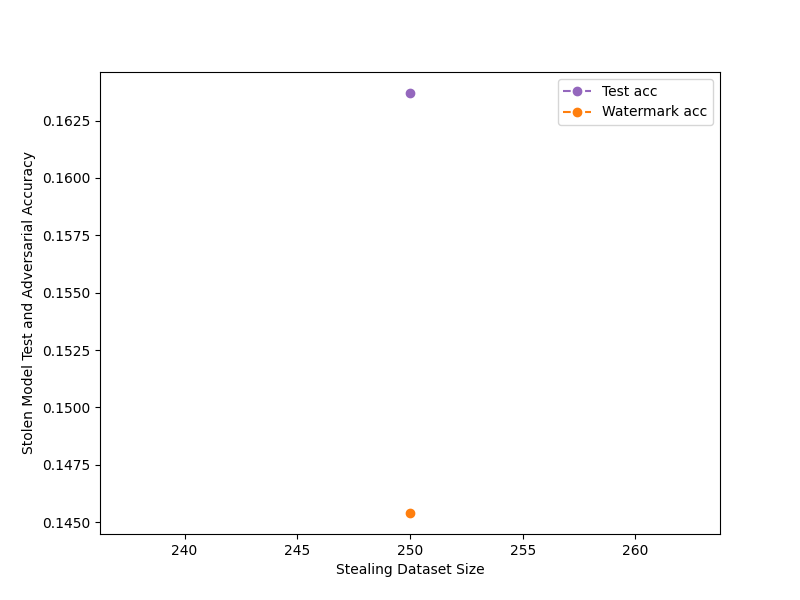 Test acc
Watermark acc
Stolen Model Test and Adversarial Accuracy
0.1625
0.1600
0.1575
0.1550
0.1525
0.1500
0.1475
0.1450
240 245 250 255 260
Stealing Dataset Size